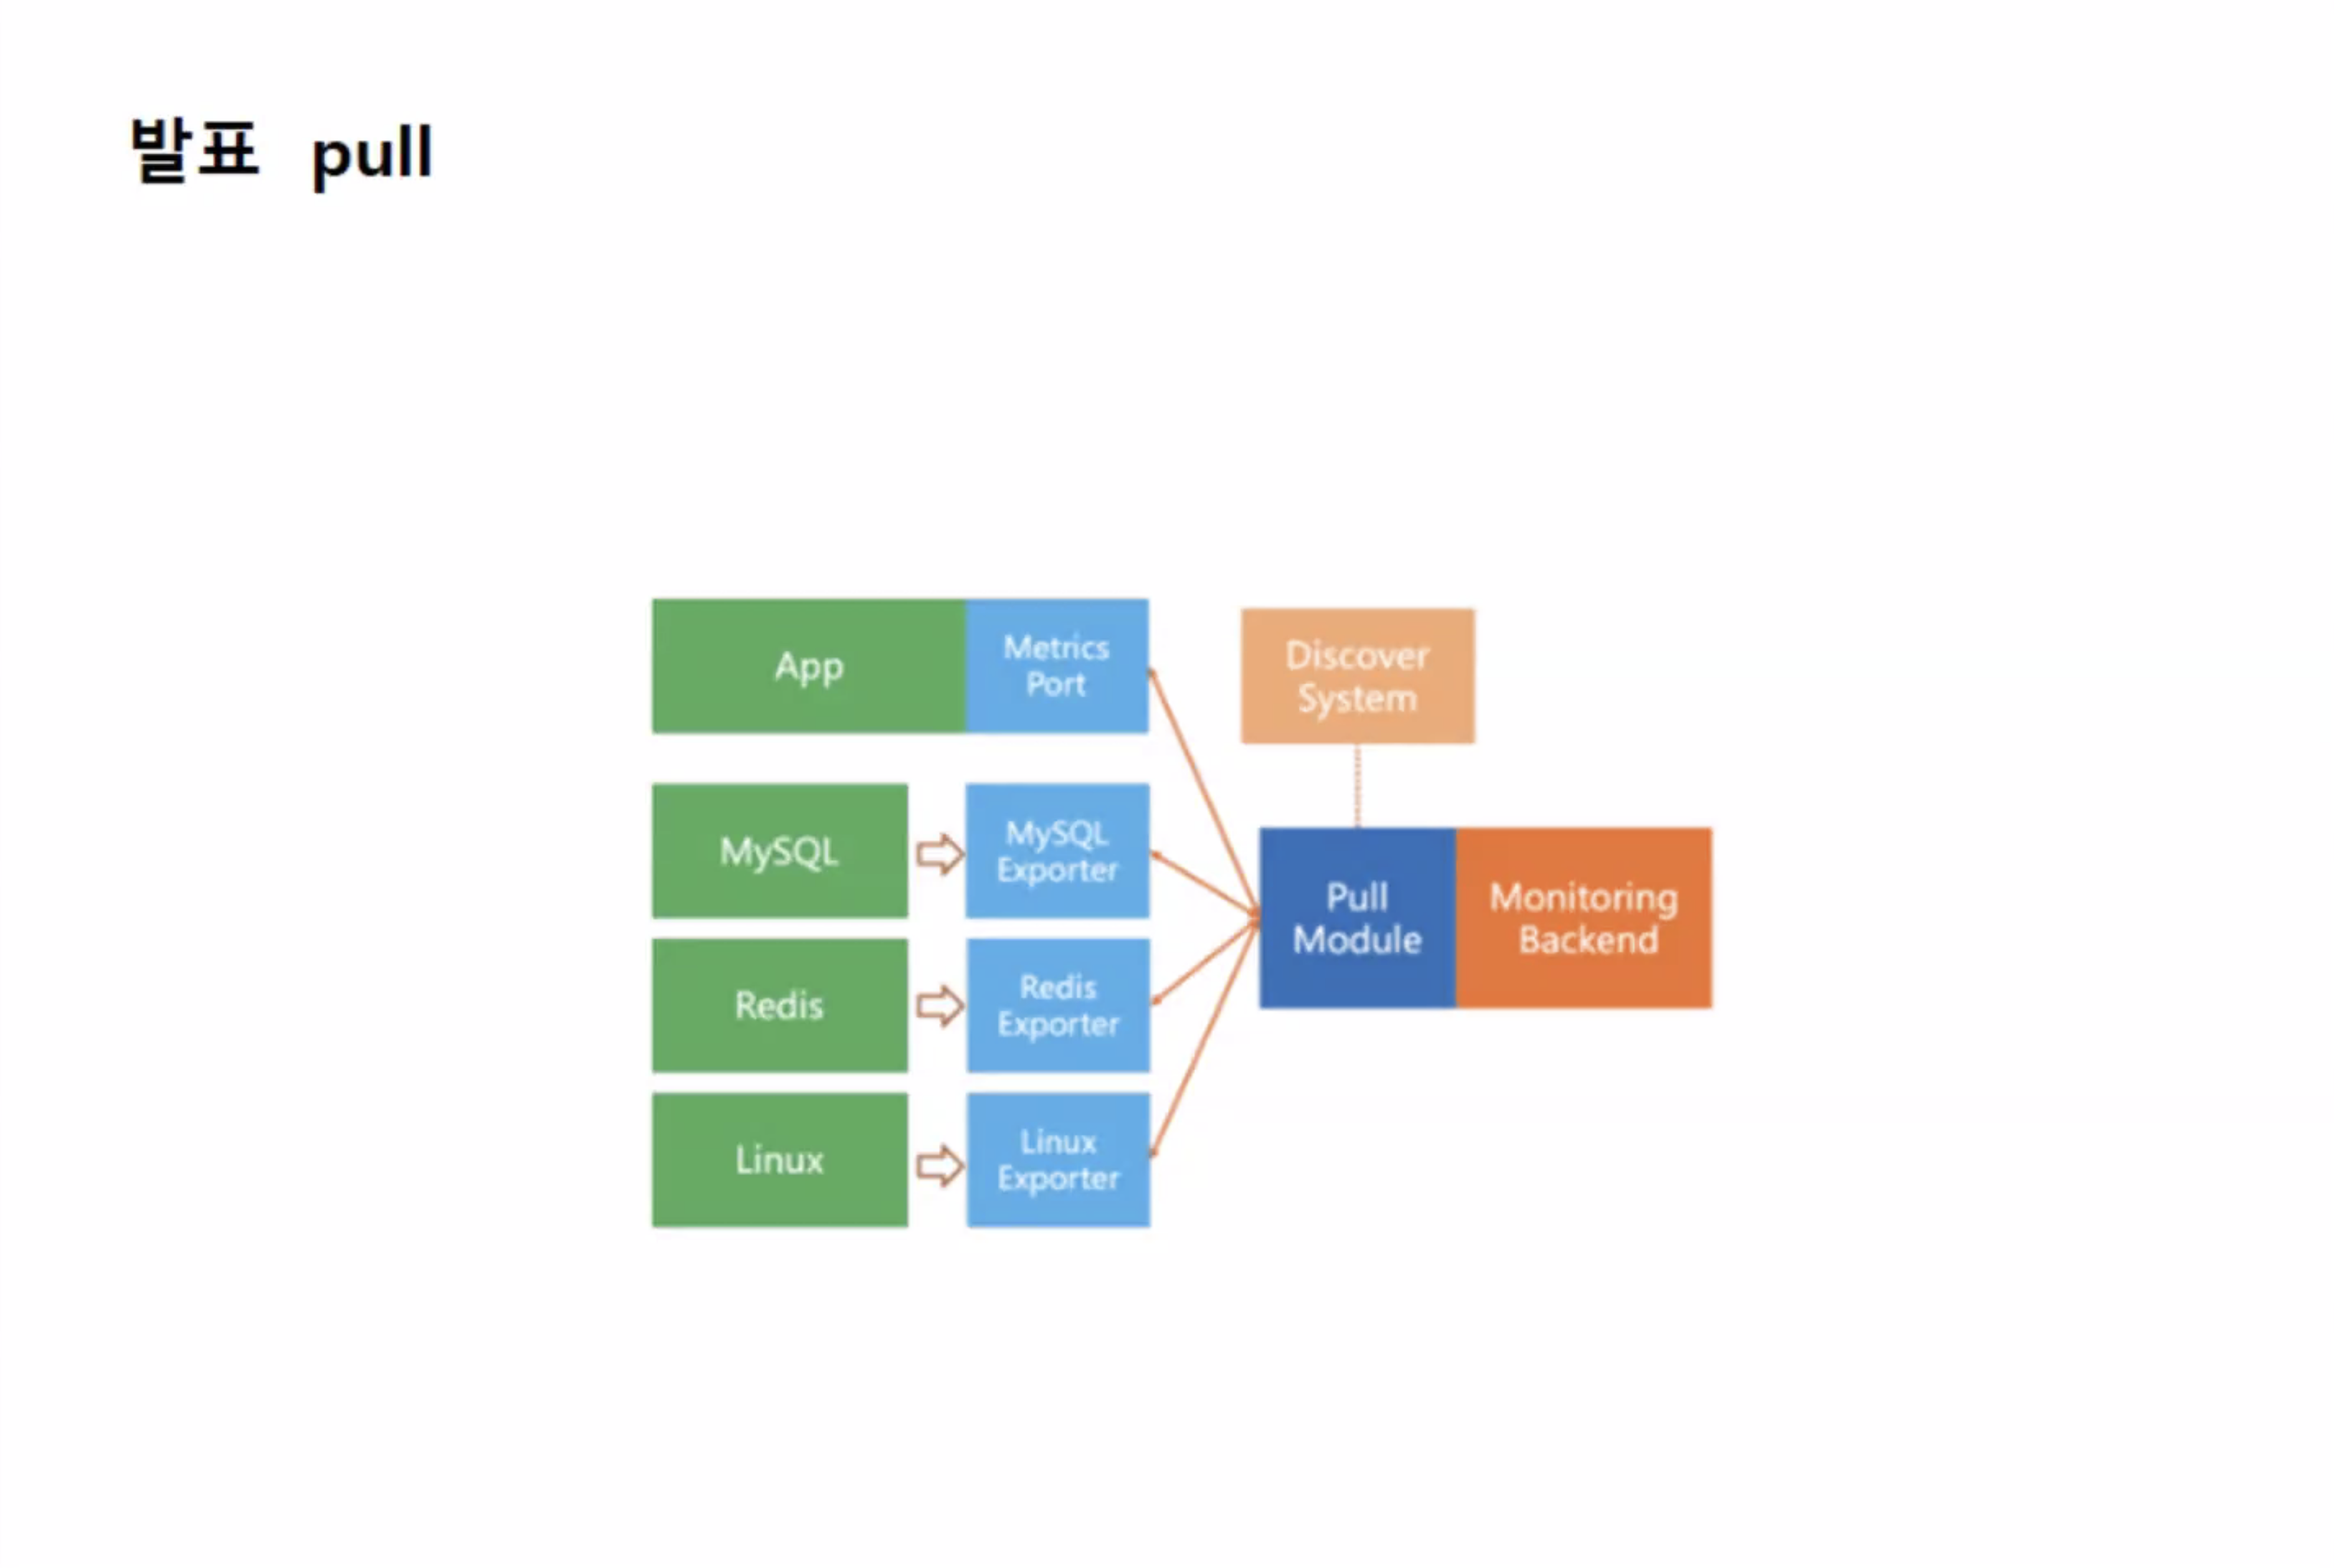 발표 pull
App
Metrics
Port
Discover
System
MySQL
MySQL
Exporter
Pull
Module
Monitoring
Backend
Redis
Redis
Exporter
Linux
Linux
Exporter